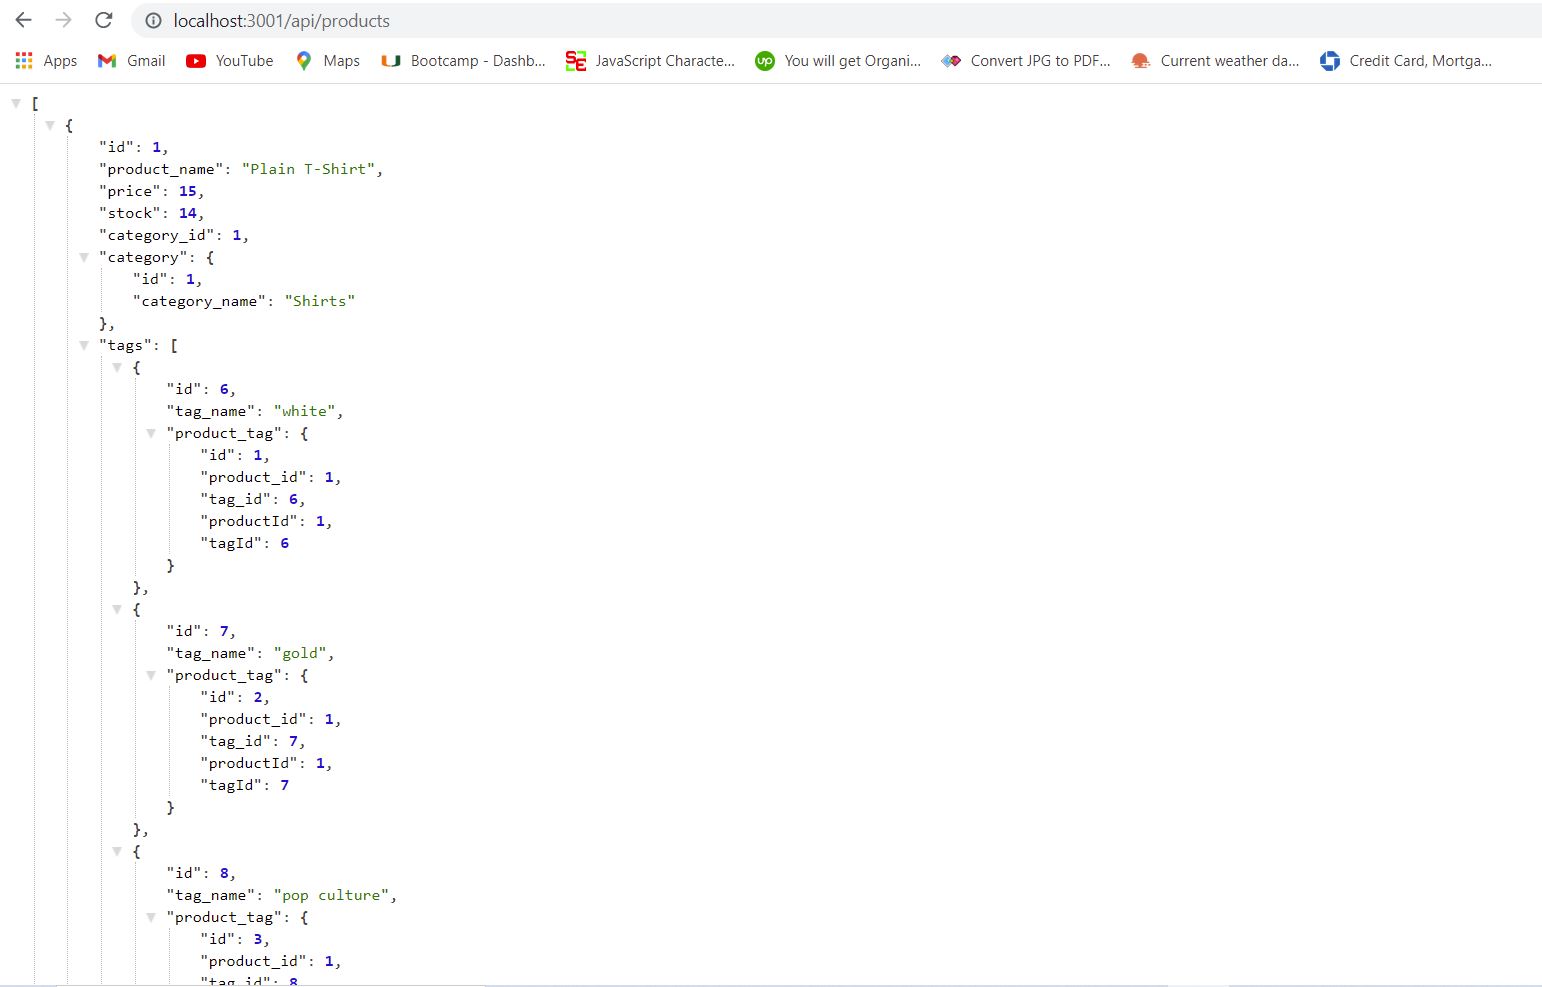 localhost:3001/api/products
Apps Gmail YouTube Maps Bootcamp - Dashb... JavaScript Characte... You will get Organi... Convert JPG to PDF... Current weather da... Credit Card, Mortga...
[
{
"id": 1,
"product_name": "Plain T-Shirt",
"price": 15,
"stock": 14,
"category_id": 1,
"category": {
"id": 1,
"category_name": "Shirts"
},
"tags": [
{
"id": 6,
"tag_name": "white",
"product_tag": {
"id": 1,
"product_id": 1,
"tag_id": 6,
"productId": 1,
"tagId": 6
}
},
{
"id": 7,
"tag_name": "gold",
"product_tag": {
"id": 2,
"product_id": 1,
"tag_id": 7,
"productId": 1,
"tagId": 7
}
},
{
"id": 8,
"tag_name": "pop culture",
"product_tag": {
"id": 3,
"product_id": 1,
"tag_id": 8